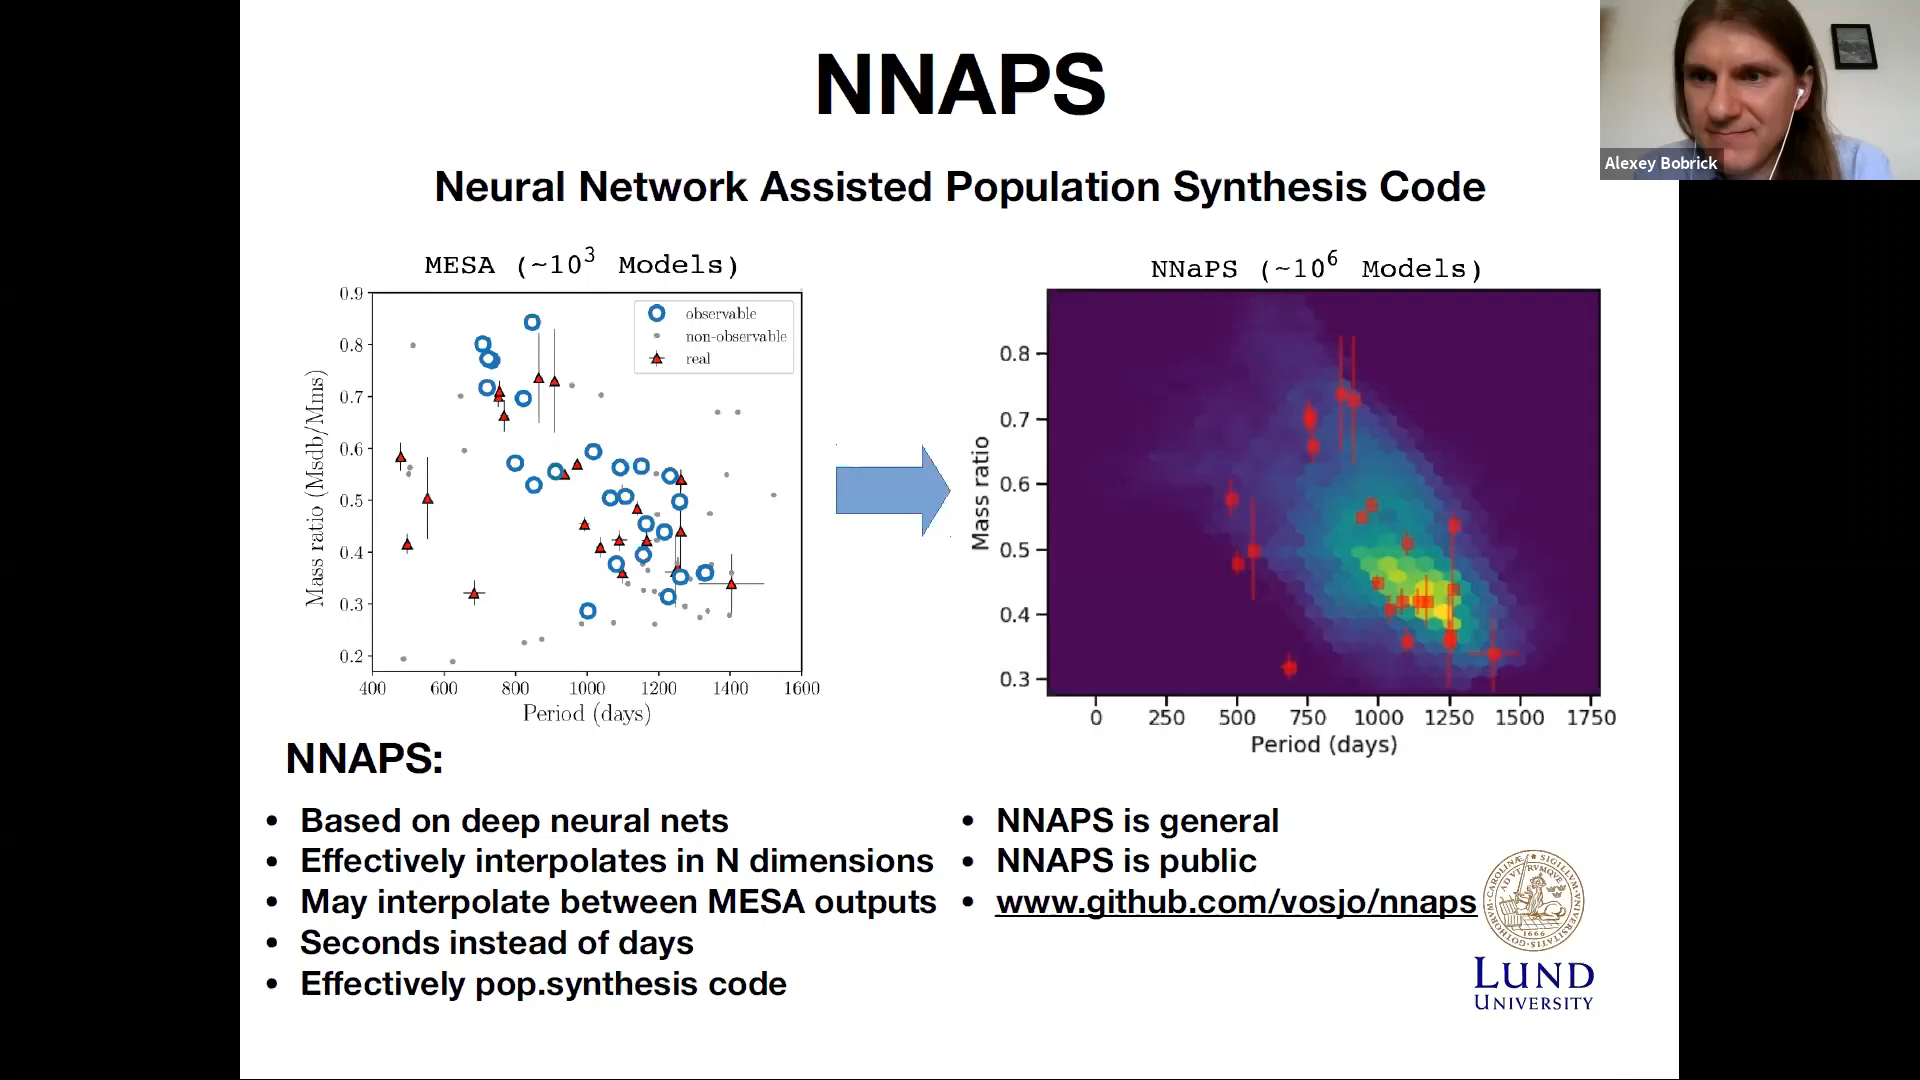 NNAPS
Alexey Bobrick
Neural Network Assisted Population Synthesis Code
MESA (~10^3 Models)
0.9
0.8
0.7
0.6
0.5
0.4
0.3
0.2
Mass ratio (Msdb/Mms)
observable
non-observable
real
400 600 800 1000 1200 1400 1600
Period (days)
NNaPS (~10^6 Models)
0.8
0.7
0.6
0.5
0.4
0.3
Mass ratio
0 250 500 750 1000 1250 1500 1750
Period (days)
NNAPS:
• Based on deep neural nets
• Effectively interpolates in N dimensions
• May interpolate between MESA outputs
• Seconds instead of days
• Effectively pop.synthesis code
• NNAPS is general
• NNAPS is public
• www.github.com/vosjo/nnaps
1666
LUND
UNIVERSITY